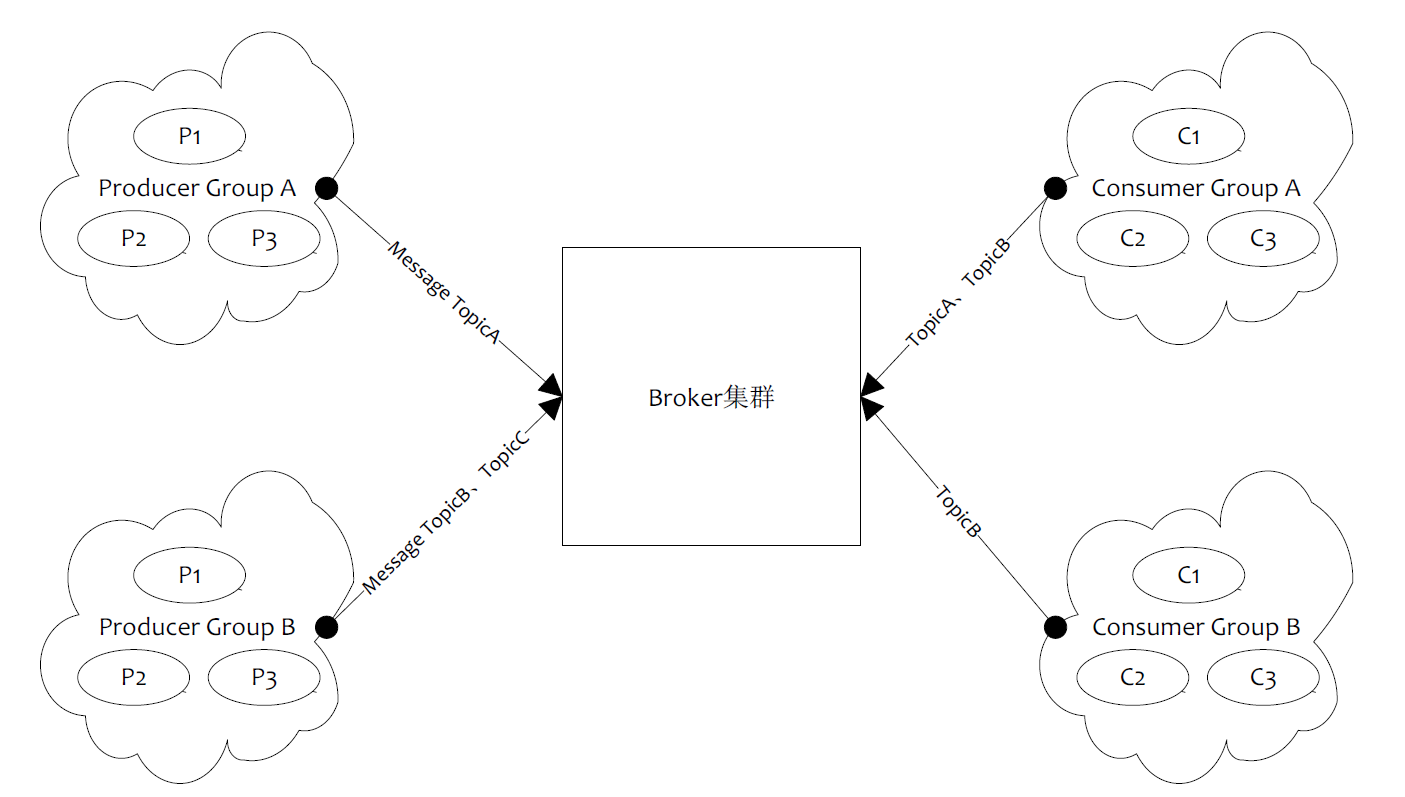 P1
Producer Group A
P2
P3
Message TopicA
C1
Consumer Group A
C2
C3
TopicA、TopicB
Broker集群
Message TopicB、TopicC
TopicB
P1
Producer Group B
P2
P3
C1
Consumer Group B
C2
C3